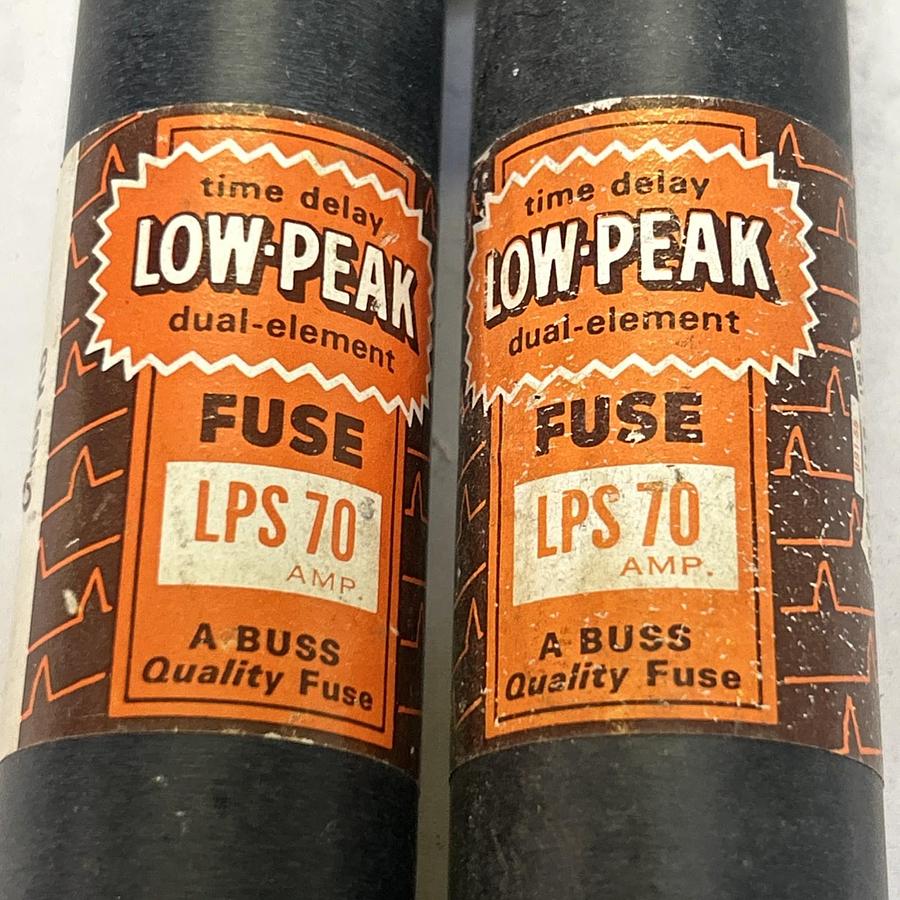 time delay
LOW·PEAK
dual-element
FUSE
LPS 70
AMP.
A BUSS
Quality Fuse
time delay
LOW·PEAK
dual-element
FUSE
LPS 70
AMP.
A BUSS
Quality Fuse